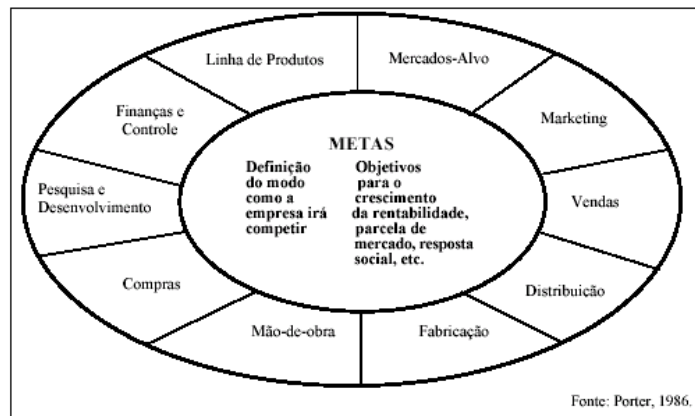 Linha de Produtos
Mercados-Alvo
Marketing
Vendas
Distribuição
Fabricação
Mão-de-obra
Compras
Pesquisa e
Desenvolvimento
Finanças e
Controle
METAS
Definição
do modo
como a
empresa irá
competir
Objetivos
para o
crescimento
da rentabilidade,
parcela de
mercado, resposta
social, etc.
Fonte: Porter, 1986.